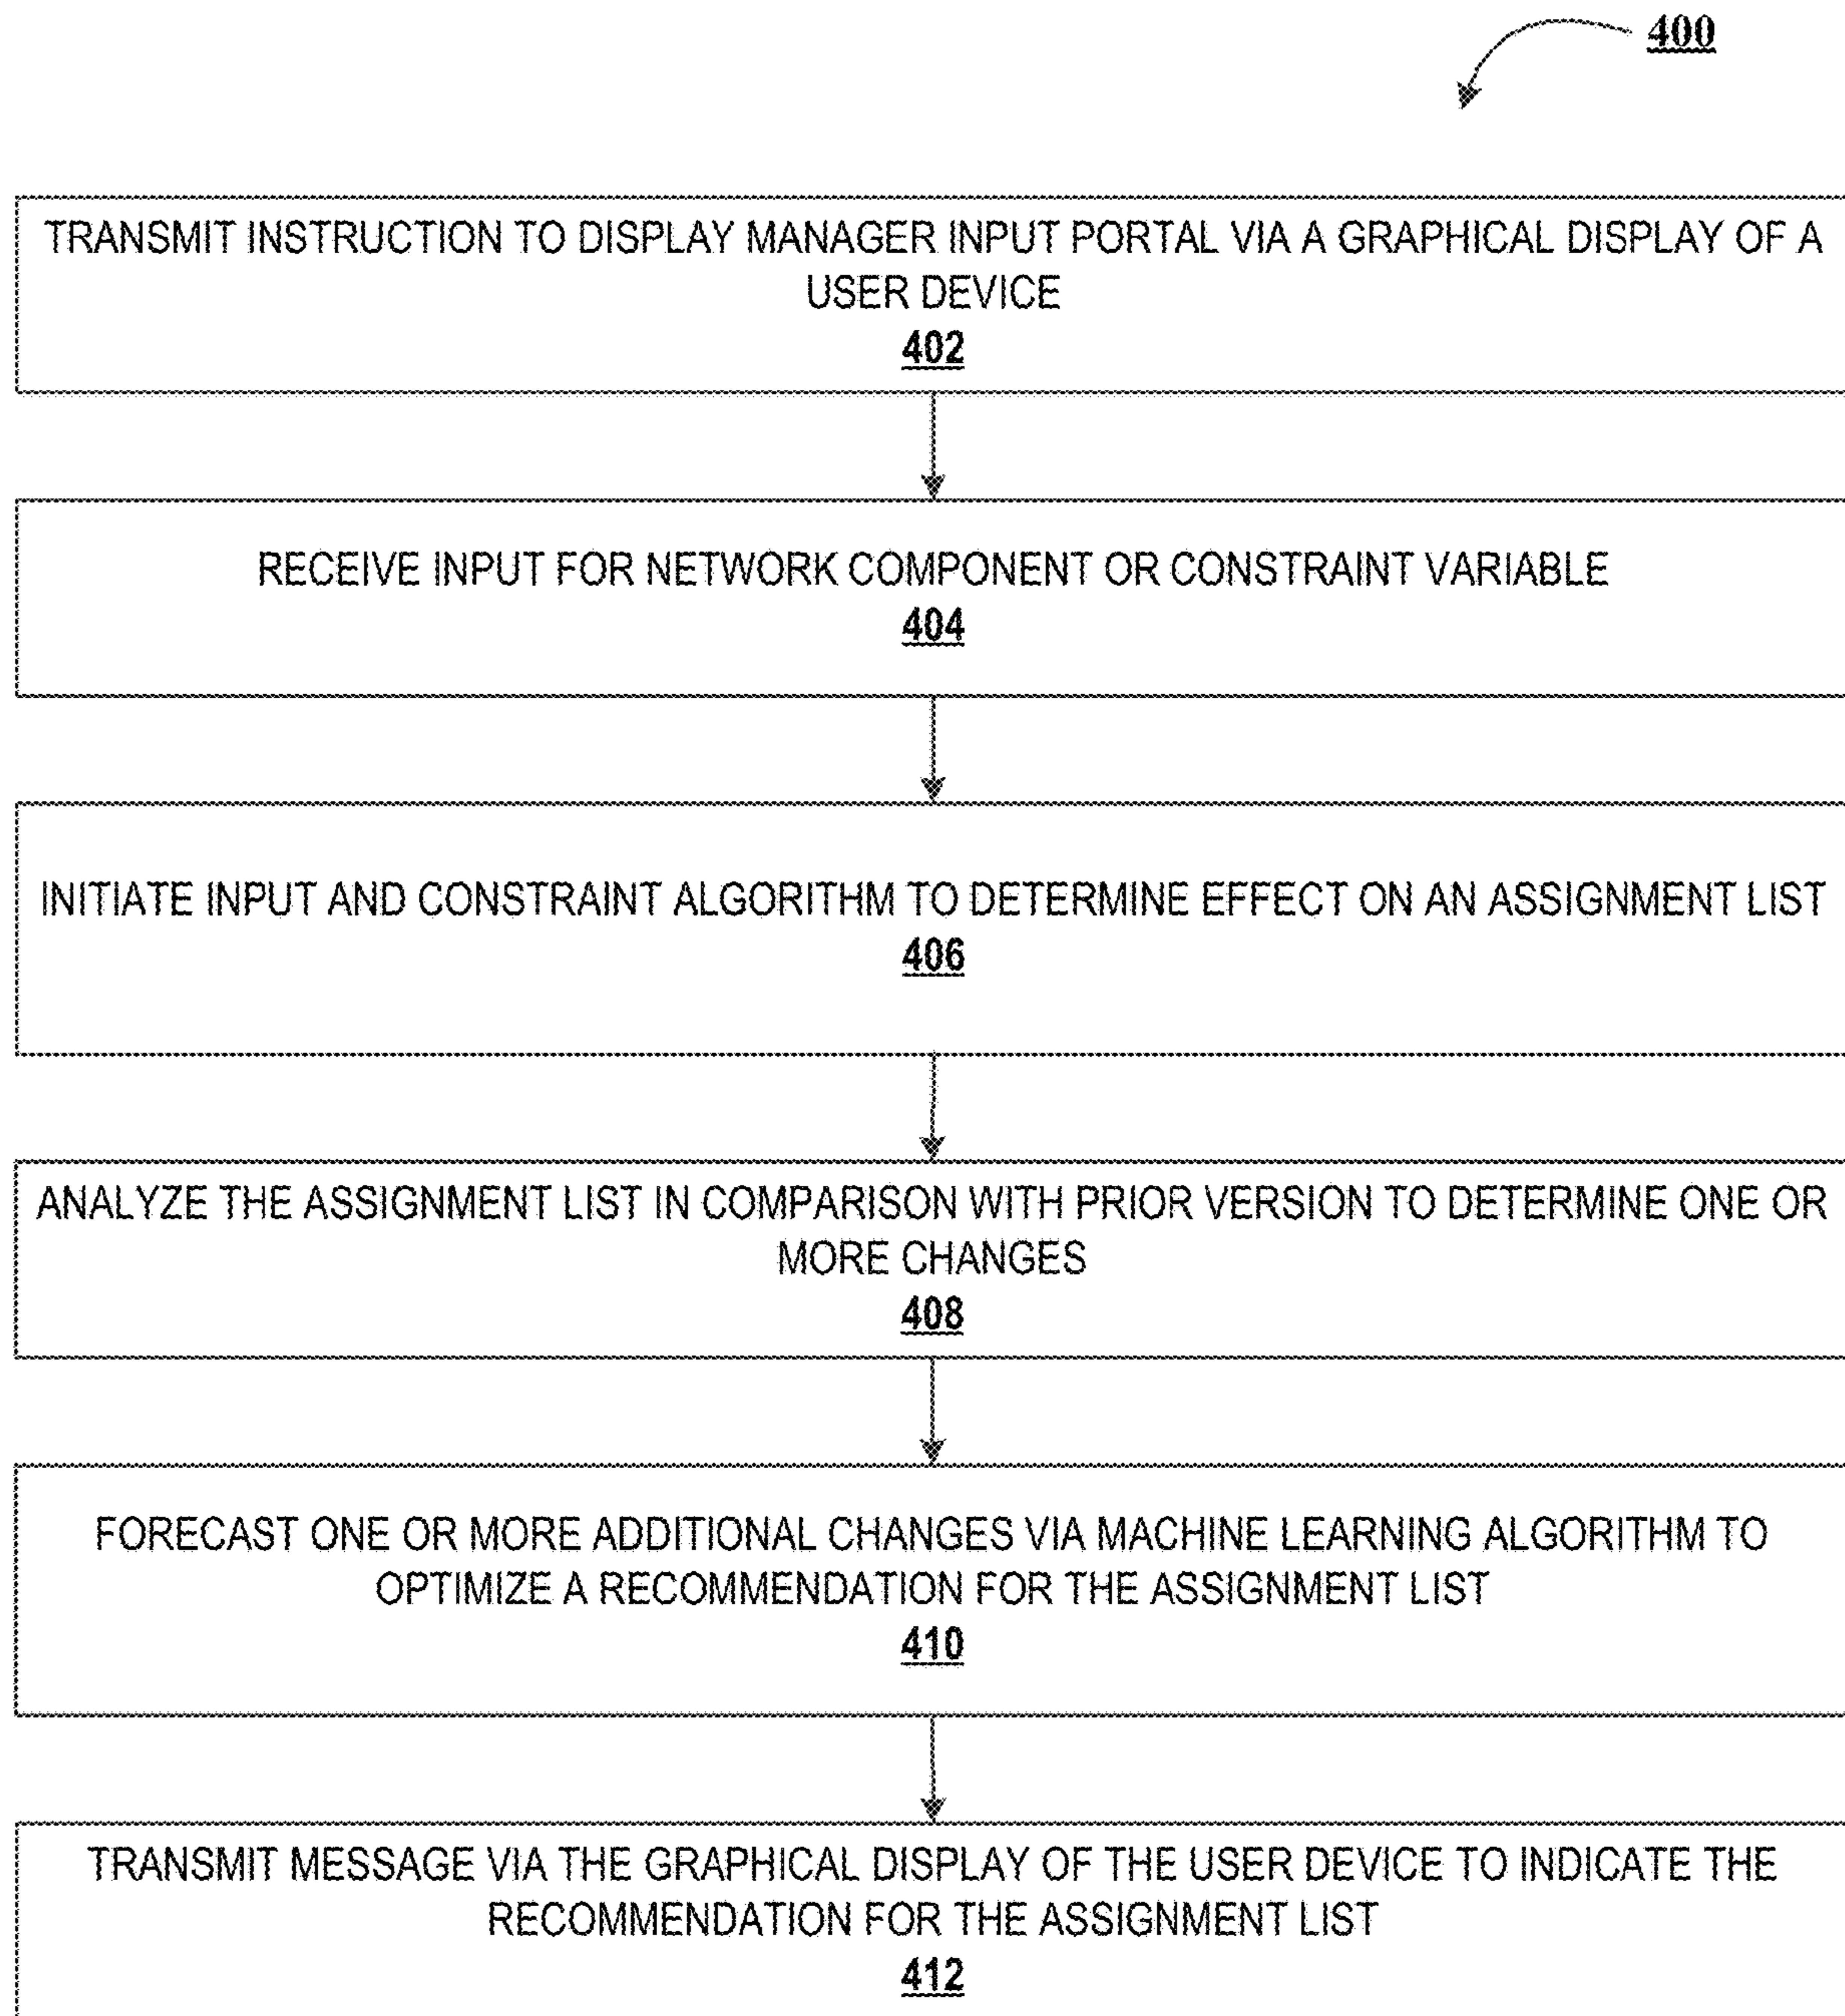 400
TRANSMIT INSTRUCTION TO DISPLAY MANAGER INPUT PORTAL VIA A GRAPHICAL DISPLAY OF A
USER DEVICE
402
RECEIVE INPUT FOR NETWORK COMPONENT OR CONSTRAINT VARIABLE
404
INITIATE INPUT AND CONSTRAINT ALGORITHM TO DETERMINE EFFECT ON AN ASSIGNMENT LIST
406
ANALYZE THE ASSIGNMENT LIST IN COMPARISON WITH PRIOR VERSION TO DETERMINE ONE OR
MORE CHANGES
408
FORECAST ONE OR MORE ADDITIONAL CHANGES VIA MACHINE LEARNING ALGORITHM TO
OPTIMIZE A RECOMMENDATION FOR THE ASSIGNMENT LIST
410
TRANSMIT MESSAGE VIA THE GRAPHICAL DISPLAY OF THE USER DEVICE TO INDICATE THE
RECOMMENDATION FOR THE ASSIGNMENT LIST
412